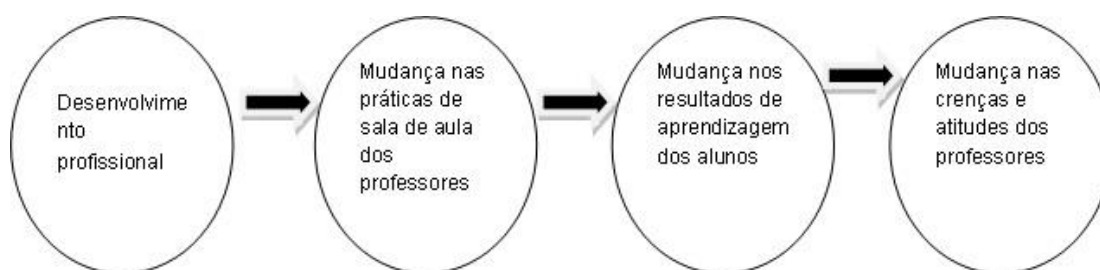 Desenvolvime
nto
profissional
Mudança nas
práticas de
sala de aula
dos
professores
Mudança nos
resultados de
aprendizagem
dos alunos
Mudança nas
crenças e
atitudes dos
professores